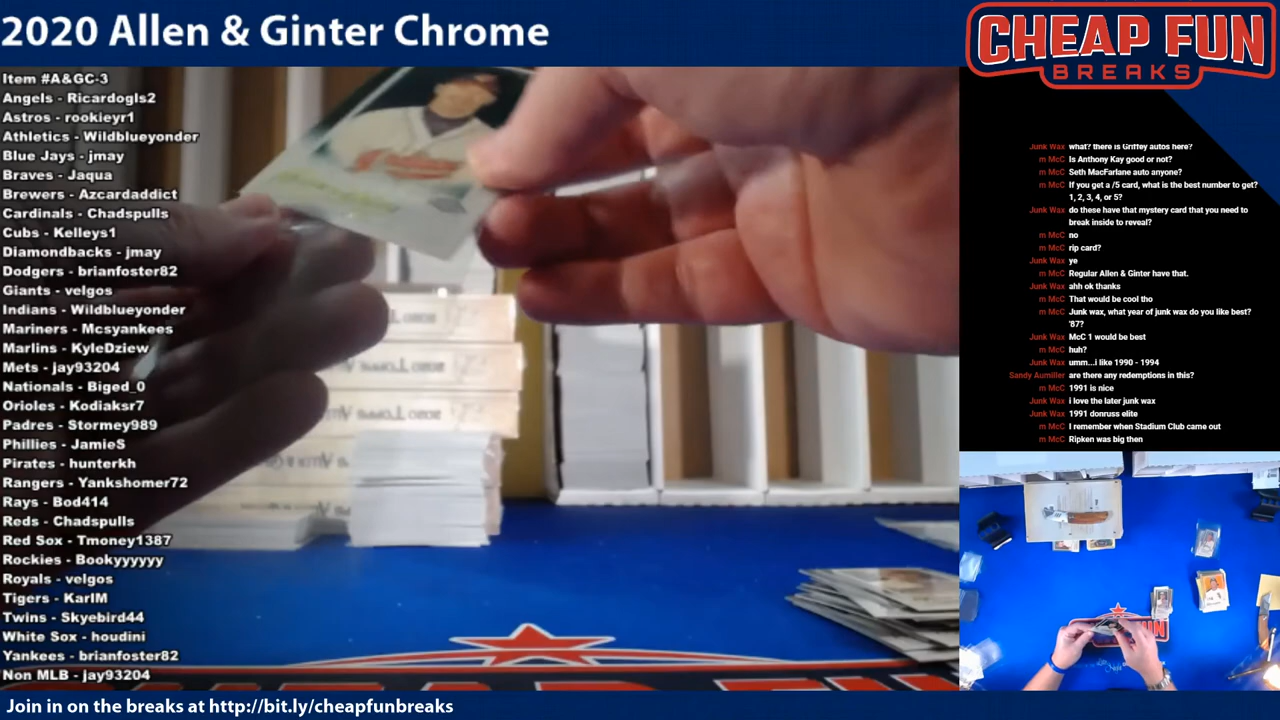 2020 Allen & Ginter Chrome
CHEAP FUN
BREAKS
Item #A&GC-3
Angels - Ricardogls2
Astros - rookieyr1
Athletics - Wildblueyonder
Blue Jays - jmay
Braves - Jaqua
Brewers - Azcardaddict
Cardinals - Chadspulls
Cubs - Kelleys1
Diamondbacks - jmay
Dodgers - brianfoster82
Giants - velgos
Indians - Wildblueyonder
Mariners - Mcsyankees
Marlins - KyleDziew
Mets - jay93204
Nationals - Biged_0
Orioles - Kodiaksr7
Padres - Stormey989
Phillies - JamieS
Pirates - hunterkh
Rangers - Yankshomer72
Rays - Bod414
Reds - Chadspulls
Red Sox - Tmoney1387
Rockies - Bookyyyyyy
Royals - velgos
Tigers - KarlM
Twins - Skyebird44
White Sox - houdini
Yankees - brianfoster82
Non MLB - jay93204
Junk Wax what? there is Griffey autos here?
m McC Is Anthony Kay good or not?
m McC Seth MacFarlane auto anyone?
m McC If you get a /5 card, what is the best number to get?
1, 2, 3, 4, or 5?
Junk Wax do these have that mystery card that you need to
break inside to reveal?
m McC no
m McC rip card?
Junk Wax ye
m McC Regular Allen & Ginter have that.
Junk Wax ahh ok thanks
m McC That would be cool tho
m McC Junk wax, what year of junk wax do you like best?
'87?
Junk Wax McC 1 would be best
m McC huh?
Junk Wax umm...i like 1990 - 1994
Sandy Aumiller are there any redemptions in this?
m McC 1991 is nice
Junk Wax i love the later junk wax
Junk Wax 1991 donruss elite
m McC I remember when Stadium Club came out
m McC Ripken was big then
Join in on the breaks at http://bit.ly/cheapfunbreaks